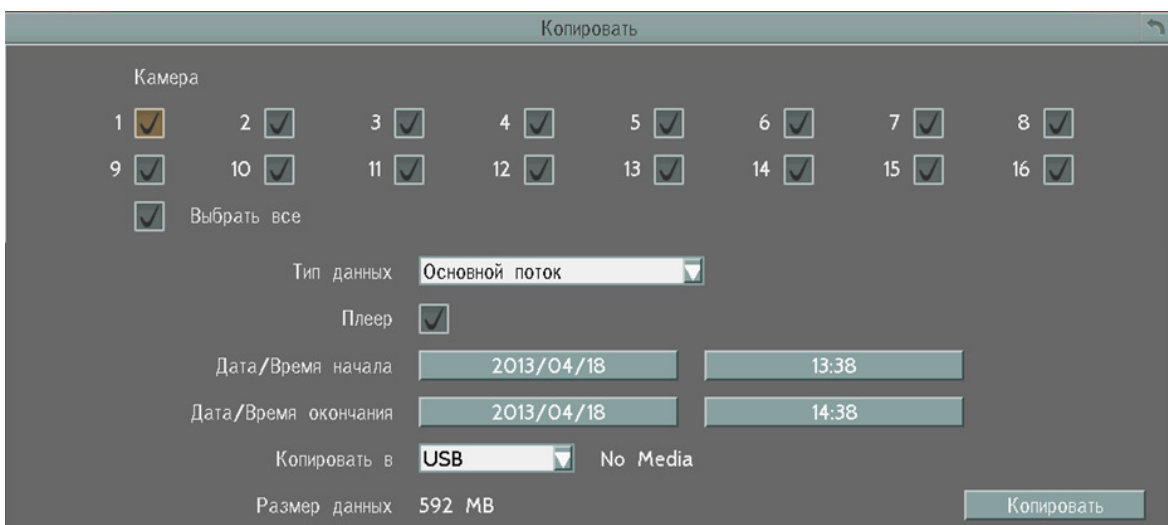 Копировать
Камера
1 2 3 4 5 6 7 8
9 10 11 12 13 14 15 16
Выбрать все
Тип данных Основной поток
Плеер
Дата/Время начала 2013/04/18 13:38
Дата/Время окончания 2013/04/18 14:38
Копировать в USB No Media
Размер данных 592 MB Копировать